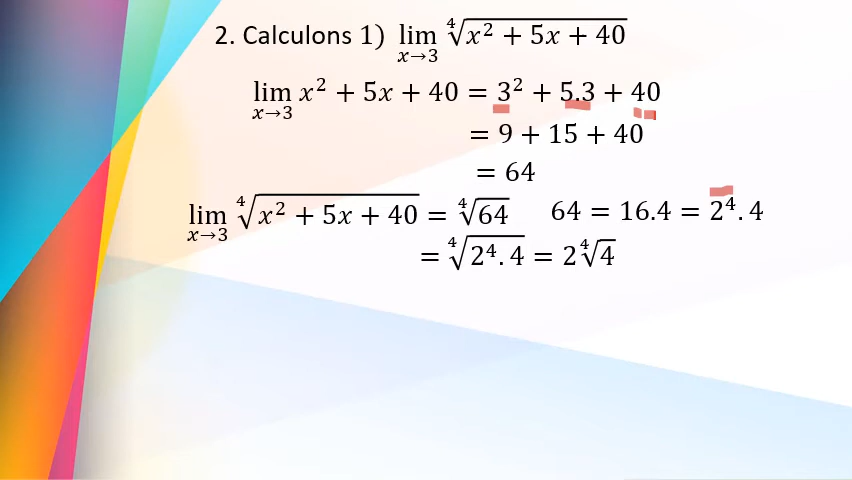 2. Calculons 1) lim x→3 ∜(x² + 5x + 40)
lim x→3 x² + 5x + 40 = 3² + 5.3 + 40
= 9 + 15 + 40
= 64
lim x→3 ∜(x² + 5x + 40) = ∜64 64 = 16.4 = 2⁴. 4
= ∜(2⁴. 4) = 2∜4